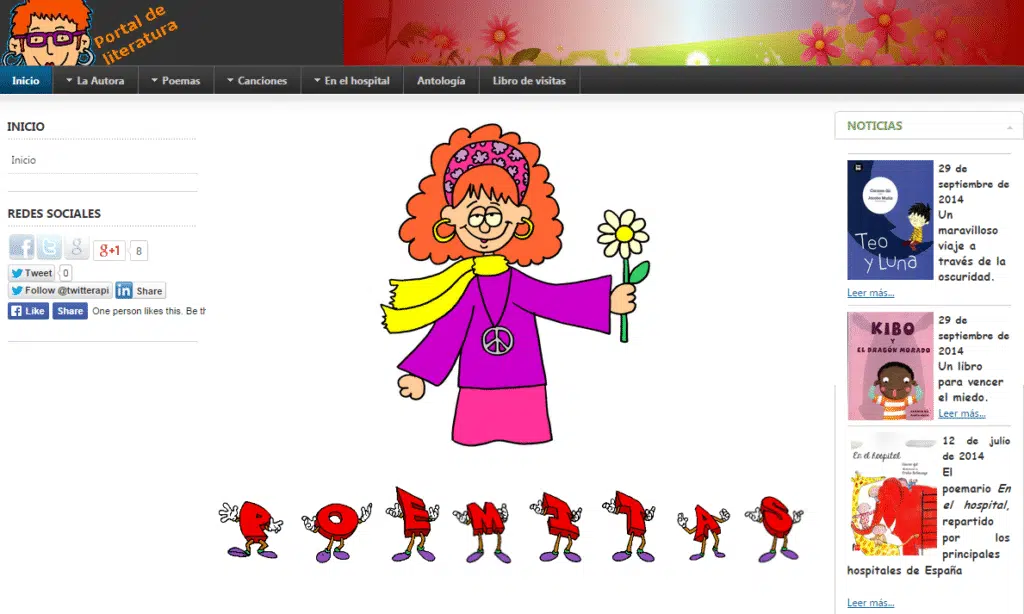 Portal de
literatura
Inicio
La Autora
Poemas
Canciones
En el hospital
Antología
Libro de visitas
INICIO
Inicio
REDES SOCIALES
g+1 8
Tweet 0
Follow @twitterapi
in Share
Like Share One person likes this. Be th
POEMITAS
NOTICIAS
Teo
y Luna
29 de
septiembre de
2014
Un
maravilloso
viaje a
través de la
oscuridad.
Leer más...
KIBO
Y
EL DRAGÓN MORADO
29 de
septiembre de
2014
Un libro
para vencer
el miedo.
Leer más...
En el hospital
12 de julio
de 2014
El
poemario En
el hospital,
repartido
por los
principales
hospitales de España
Leer más...